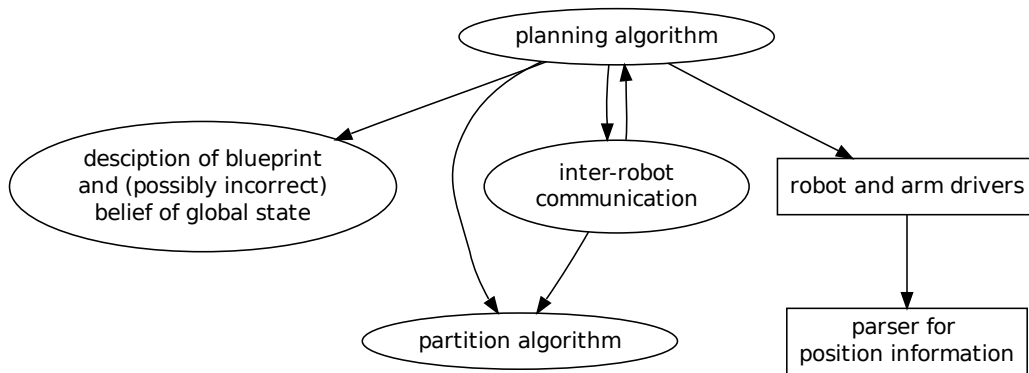 planning algorithm
desciption of blueprint
and (possibly incorrect)
belief of global state
inter-robot
communication
robot and arm drivers
partition algorithm
parser for
position information